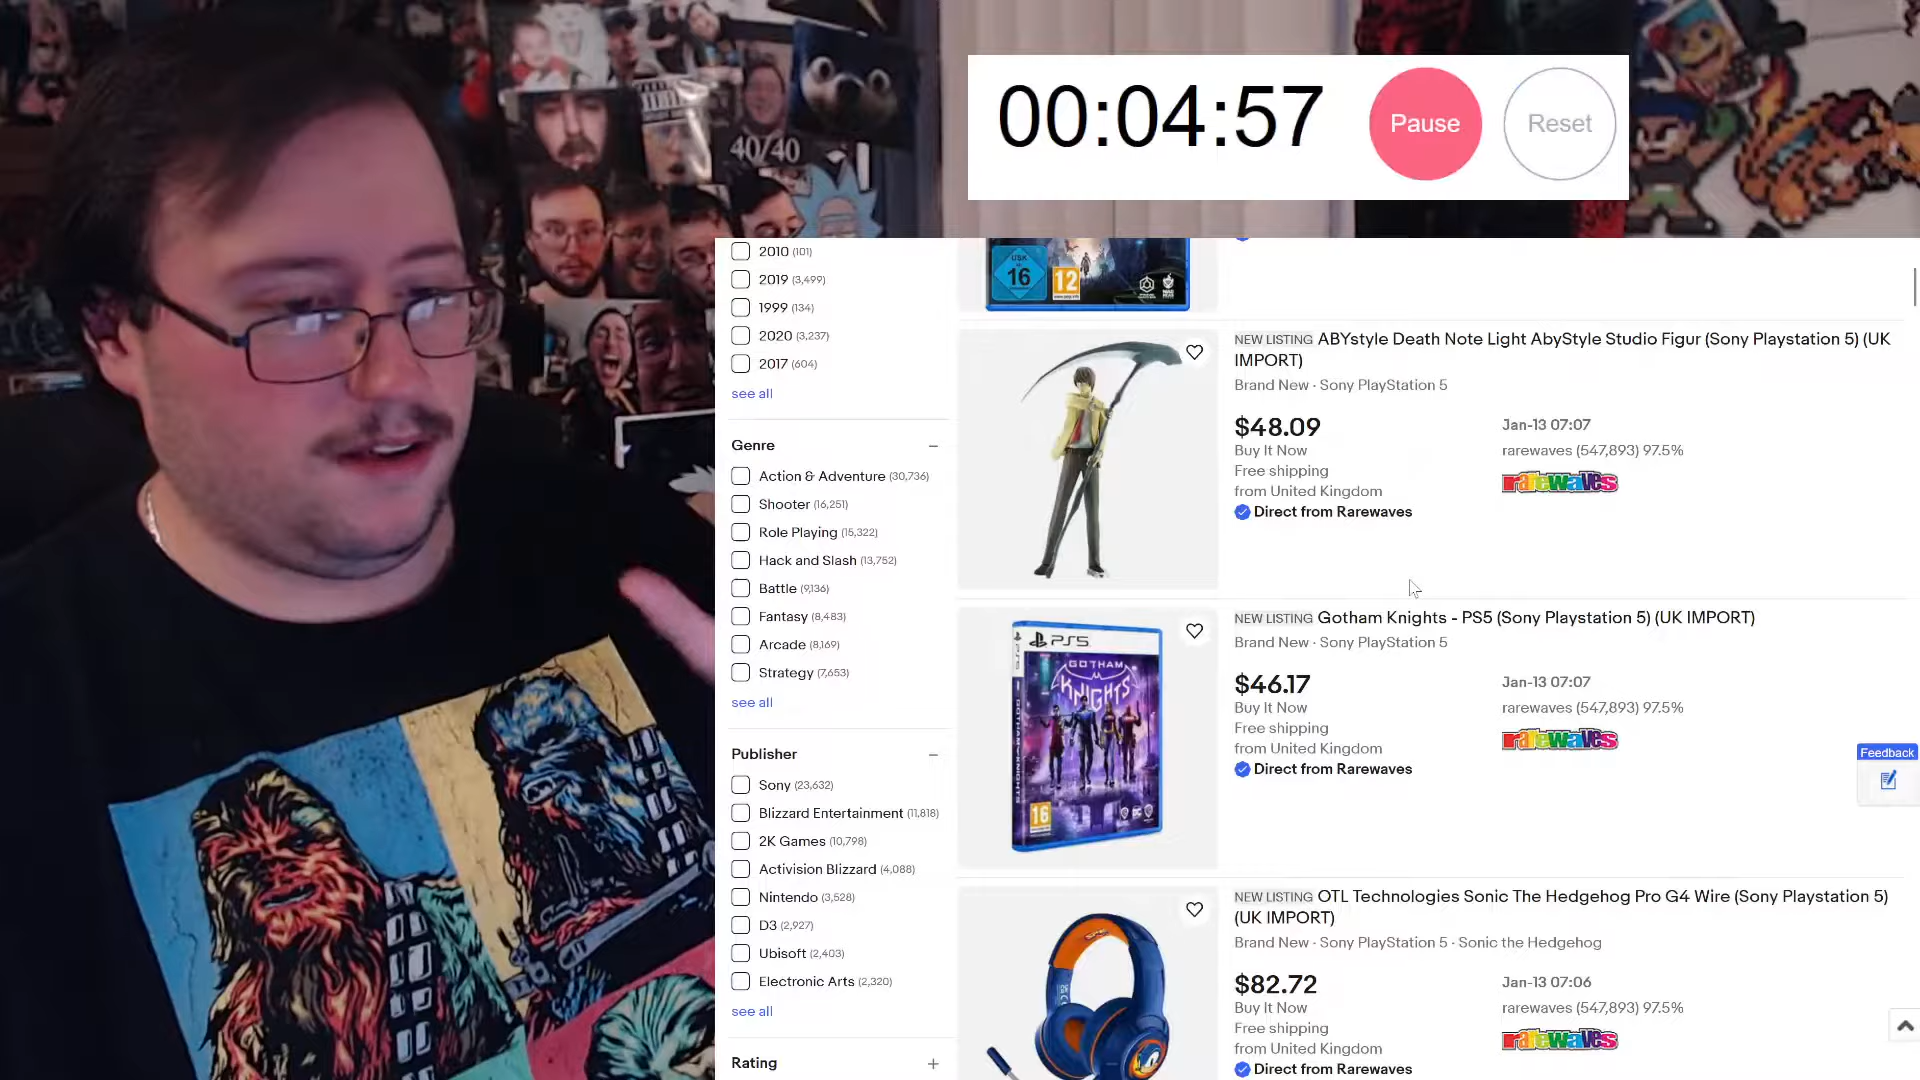 40/40
00:04:57
Pause
Reset
2010 (101)
2019 (3,499)
1999 (134)
2020 (3,237)
2017 (604)
see all
Genre
Action & Adventure (30,736)
Shooter (16,251)
Role Playing (15,322)
Hack and Slash (13,752)
Battle (9,136)
Fantasy (8,483)
Arcade (8,169)
Strategy (7,653)
see all
Publisher
Sony (23,632)
Blizzard Entertainment (11,818)
2K Games (10,798)
Activision Blizzard (4,088)
Nintendo (3,528)
D3 (2,927)
Ubisoft (2,403)
Electronic Arts (2,320)
see all
Rating
USK
16
12
NEW LISTING ABYstyle Death Note Light AbyStyle Studio Figur (Sony Playstation 5) (UK
IMPORT)
Brand New · Sony PlayStation 5
$48.09
Buy It Now
Free shipping
from United Kingdom
Direct from Rarewaves
Jan-13 07:07
rarewaves (547,893) 97.5%
rarewaves
PS5
GOTHAM
KNIGHTS
GOTHAM KNIGHTS
16
NEW LISTING Gotham Knights - PS5 (Sony Playstation 5) (UK IMPORT)
Brand New · Sony PlayStation 5
$46.17
Buy It Now
Free shipping
from United Kingdom
Direct from Rarewaves
Jan-13 07:07
rarewaves (547,893) 97.5%
rarewaves
Feedback
NEW LISTING OTL Technologies Sonic The Hedgehog Pro G4 Wire (Sony Playstation 5)
(UK IMPORT)
Brand New · Sony PlayStation 5 · Sonic the Hedgehog
$82.72
Buy It Now
Free shipping
from United Kingdom
Direct from Rarewaves
Jan-13 07:06
rarewaves (547,893) 97.5%
rarewaves